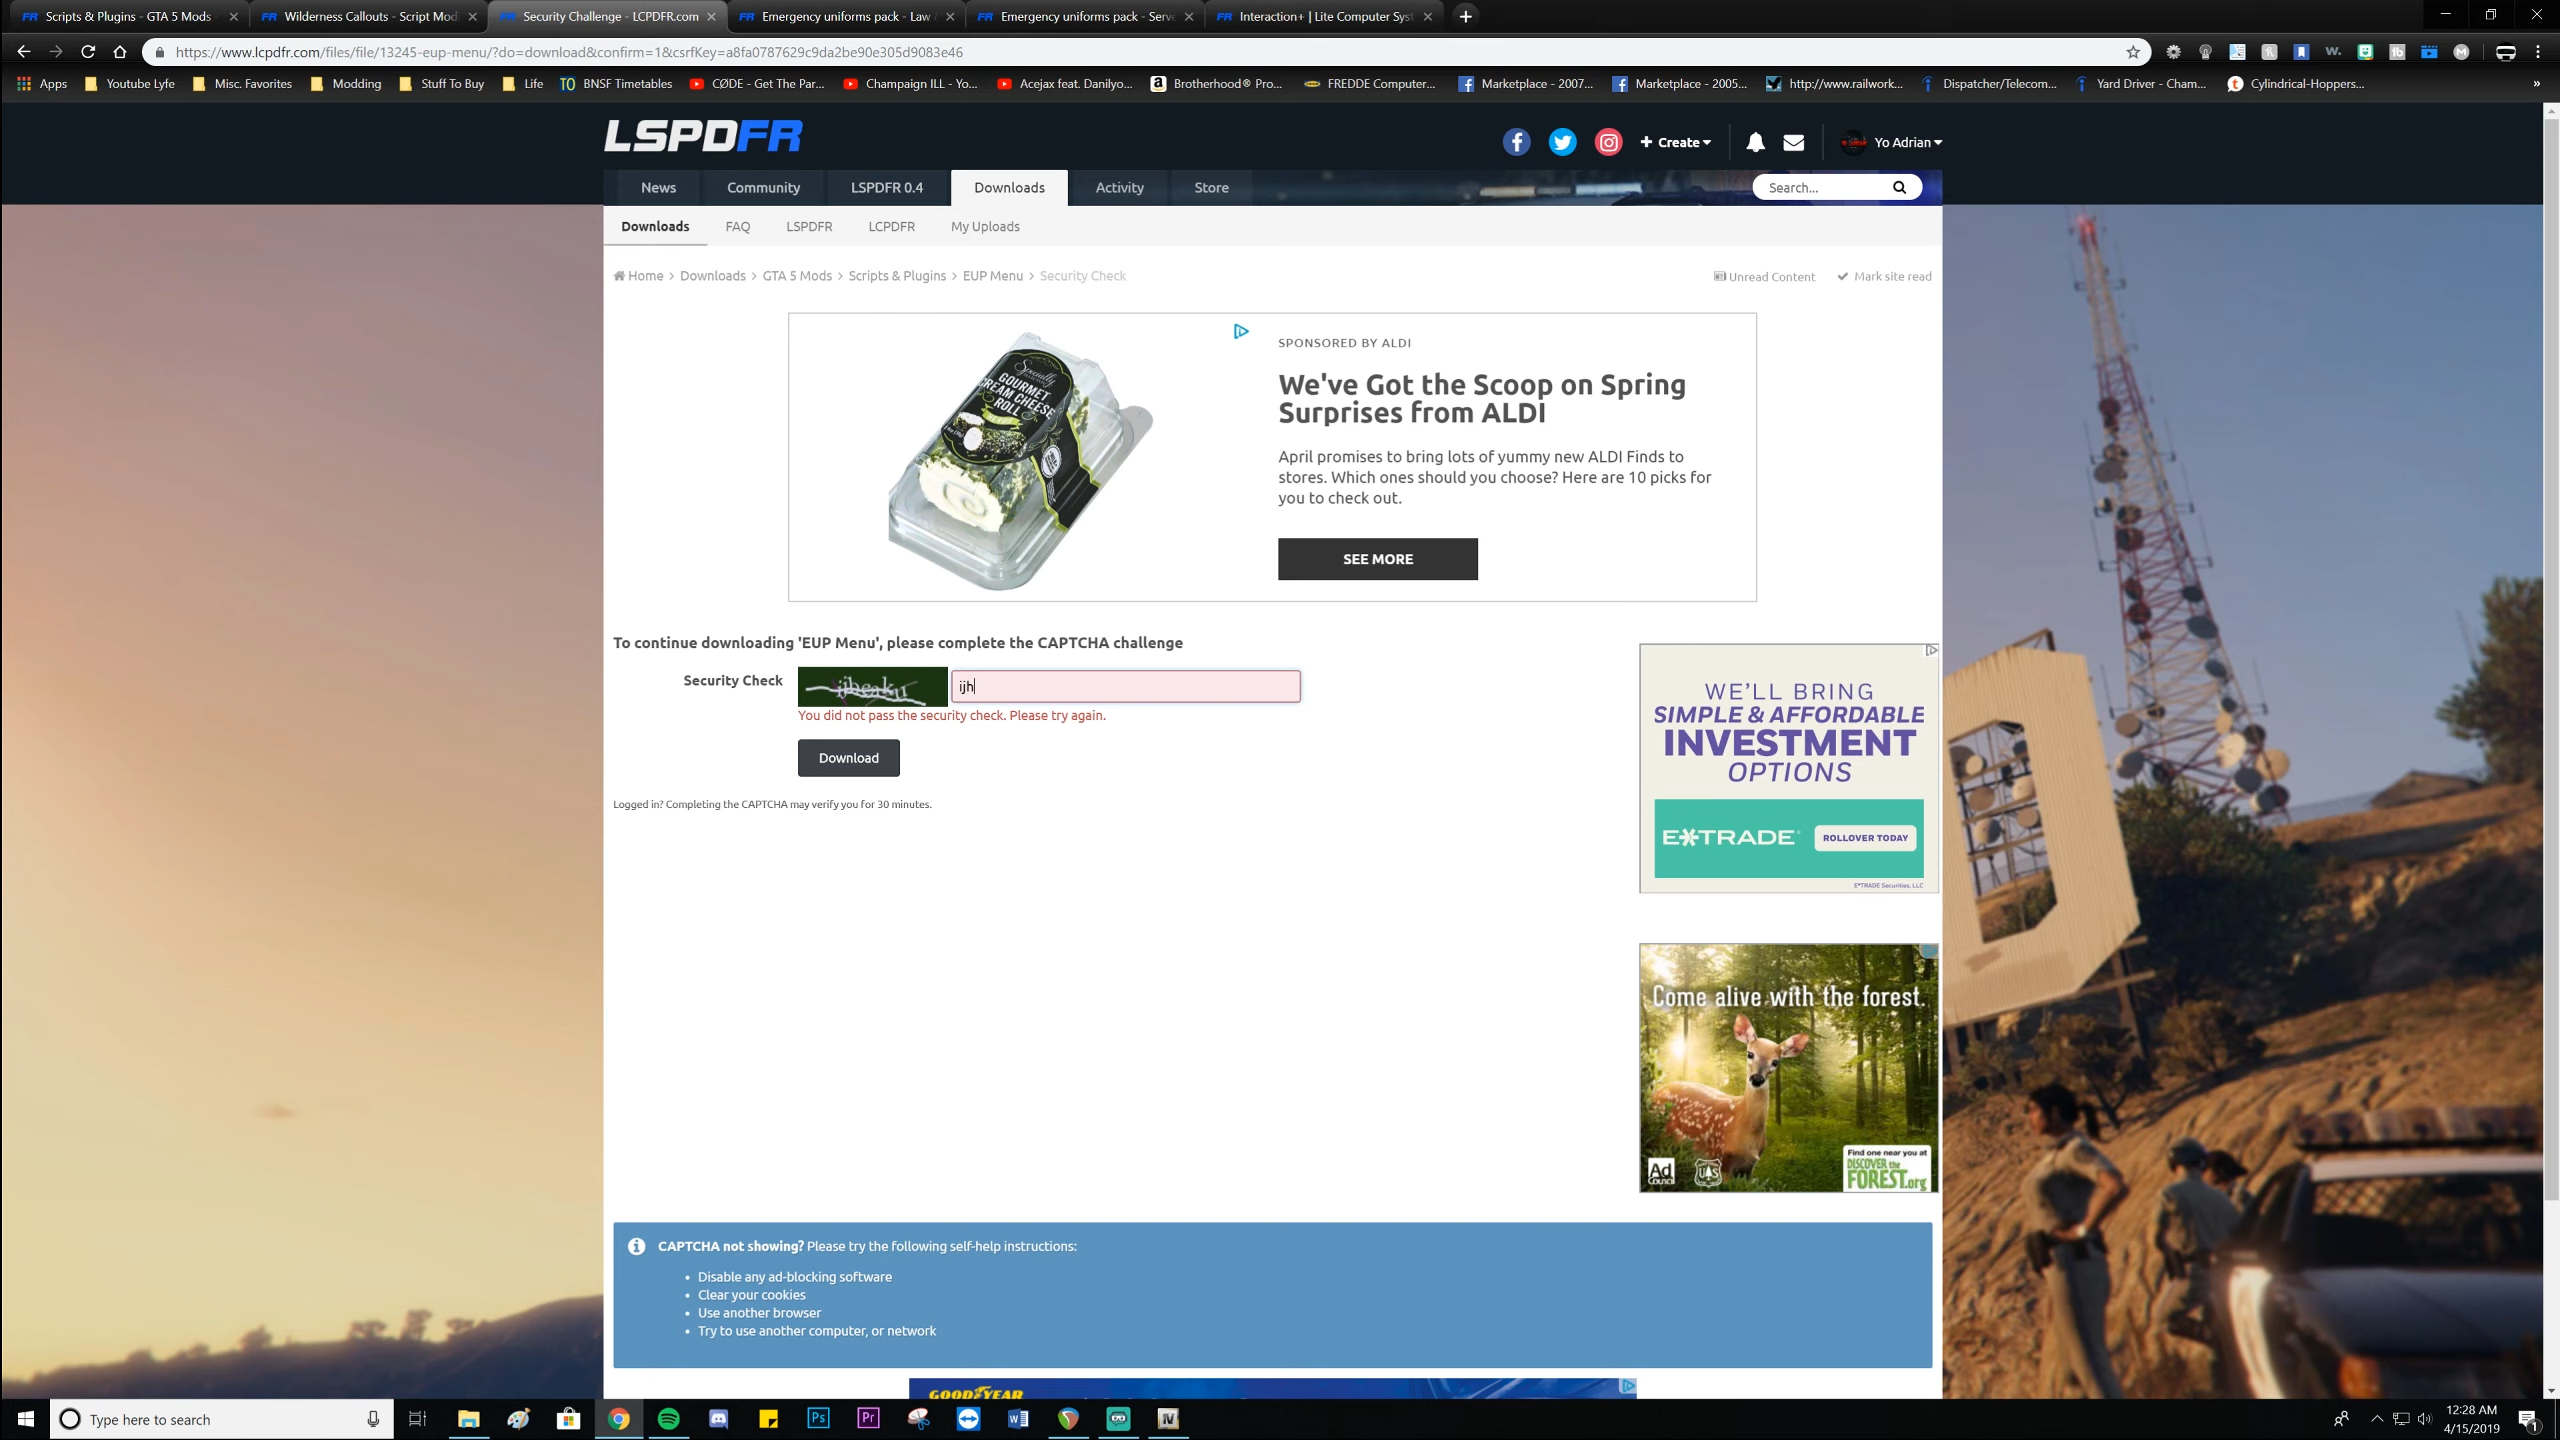 Scripts & Plugins - GTA 5 Mods
Wilderness Callouts - Script Mod
Security Challenge - LCPDFR.com
Emergency uniforms pack - Law
Emergency uniforms pack - Serve
Interaction+ | Lite Computer Syst
https://www.lcpdfr.com/files/file/13245-eup-menu/?do=download&confirm=1&csrfKey=a8fa0787629c9da2be90e305d9083e46
Apps
Youtube Lyfe
Misc. Favorites
Modding
Stuff To Buy
Life
BNSF Timetables
CØDE - Get The Par...
Champaign ILL - Yo...
Acejax feat. Danilyo...
Brotherhood® Pro...
FREDDE Computer...
Marketplace - 2007...
Marketplace - 2005...
http://www.railwork...
Dispatcher/Telecom...
Yard Driver - Cham...
Cylindrical-Hoppers...
LSPDFR
Create
Yo Adrian
News
Community
LSPDFR 0.4
Downloads
Activity
Store
Search...
Downloads
FAQ
LSPDFR
LCPDFR
My Uploads
Home > Downloads > GTA 5 Mods > Scripts & Plugins > EUP Menu > Security Check
Unread Content
Mark site read
Specialty
GOURMET
CREAM CHEESE
ROLL
SPONSORED BY ALDI
We've Got the Scoop on Spring
Surprises from ALDI
April promises to bring lots of yummy new ALDI Finds to
stores. Which ones should you choose? Here are 10 picks for
you to check out.
SEE MORE
To continue downloading 'EUP Menu', please complete the CAPTCHA challenge
Security Check
ijh
You did not pass the security check. Please try again.
Download
Logged in? Completing the CAPTCHA may verify you for 30 minutes.
WE'LL BRING
SIMPLE & AFFORDABLE
INVESTMENT
OPTIONS
E*TRADE
ROLLOVER TODAY
E*TRADE Securities, LLC
Come alive with the forest.
Ad
Council
Find one near you at
DISCOVER the
FOREST.org
CAPTCHA not showing? Please try the following self-help instructions:
• Disable any ad-blocking software
• Clear your cookies
• Use another browser
• Try to use another computer, or network
GOODYEAR
Type here to search
12:28 AM
4/15/2019